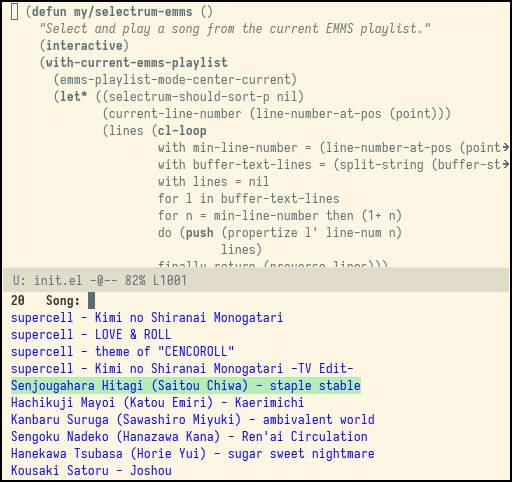 (defun my/selectrum-emms ()
"Select and play a song from the current EMMS playlist."
(interactive)
(with-current-emms-playlist
(emms-playlist-mode-center-current)
(let* ((selectrum-should-sort-p nil)
(current-line-number (line-number-at-pos (point)))
(lines (cl-loop
with min-line-number = (line-number-at-pos (point→
with buffer-text-lines = (split-string (buffer-st→
with lines = nil
for l in buffer-text-lines
for n = min-line-number then (1+ n)
do (push (propertize l' line-num n)
lines)
finally return (nreverse lines)))
U: init.el -@-- 82% L1001
20 Song:
supercell - Kimi no Shiranai Monogatari
supercell - LOVE & ROLL
supercell - theme of "CENCOROLL"
supercell - Kimi no Shiranai Monogatari -TV Edit-
Senjougahara Hitagi (Saitou Chiwa) - staple stable
Hachikuji Mayoi (Katou Emiri) - Kaerimichi
Kanbaru Suruga (Sawashiro Miyuki) - ambivalent world
Sengoku Nadeko (Hanazawa Kana) - Ren'ai Circulation
Hanekawa Tsubasa (Horie Yui) - sugar sweet nightmare
Kousaki Satoru - Joshou